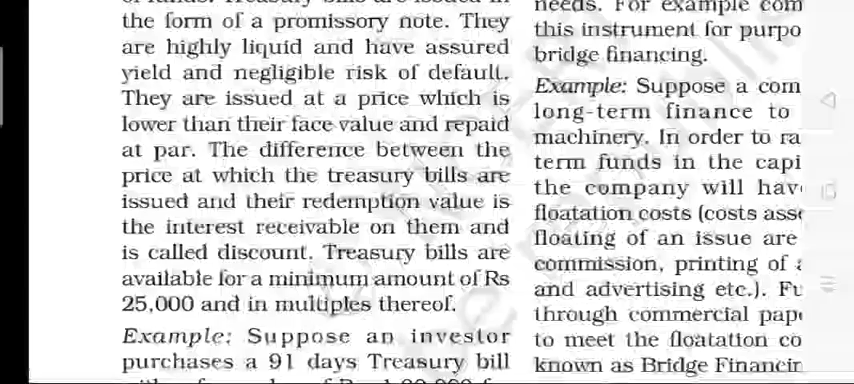 the form of a promissory note. They
are highly liquid and have assured
yield and negligible risk of default.
They are issued at a price which is
lower than their face value and repaid
at par. The difference between the
price at which the treasury bills are
issued and their redemption value is
the interest receivable on them and
is called discount. Treasury bills are
available for a minimum amount of Rs
25,000 and in multiples thereof.
Example: Suppose an investor
purchases a 91 days Treasury bill
needs. For example com
this instrument for purpo
bridge financing.
Example: Suppose a com
long-term finance to
machinery. In order to ra
term funds in the capi
the company will hav
floatation costs (costs ass
floating of an issue are
commission, printing of
and advertising etc.). Fu
through commercial pap
to meet the floatation co
known as Bridge Financin